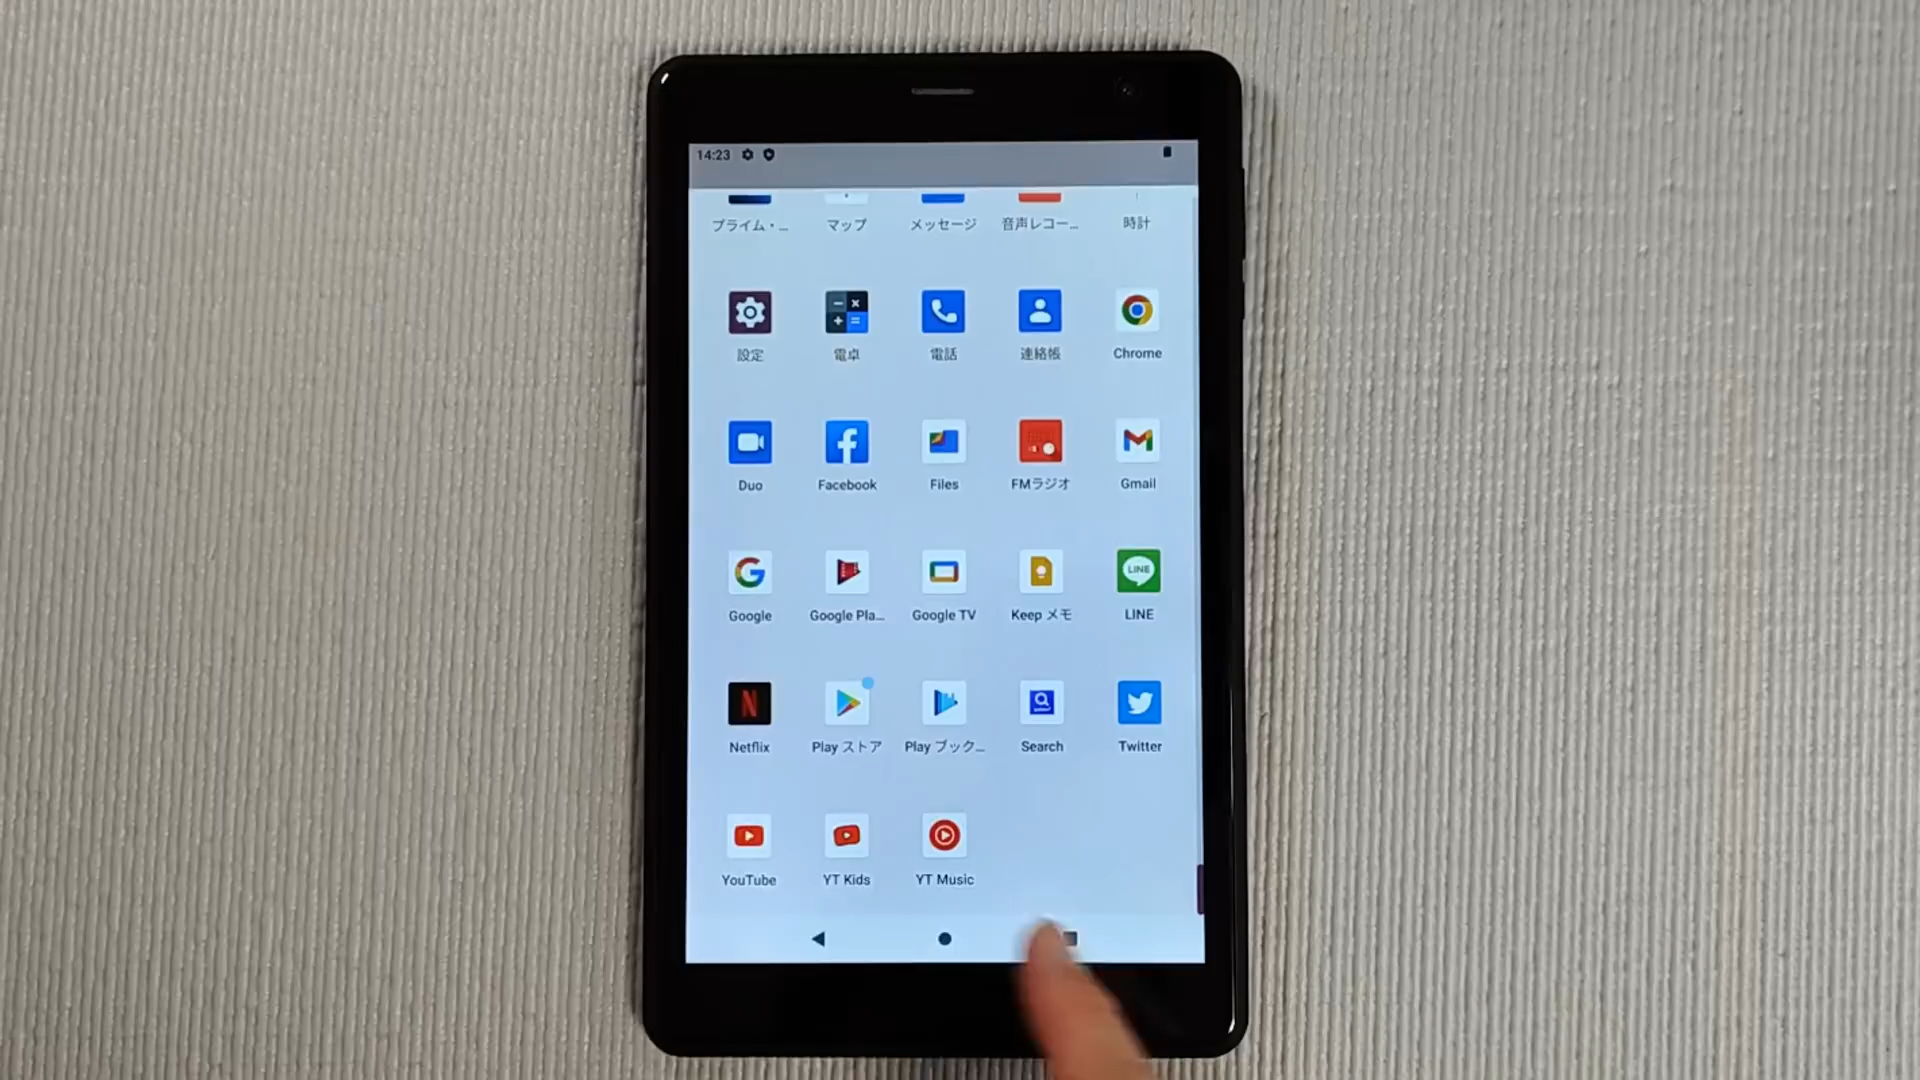 14:23
プライム・... マップ メッセージ 音声レコー... 時計
設定 電卓 電話 連絡帳 Chrome
Duo Facebook Files FMラジオ Gmail
Google Google Pla... Google TV Keep メモ LINE
LINE
Netflix Play ストア Play ブック... Search Twitter
YouTube YT Kids YT Music